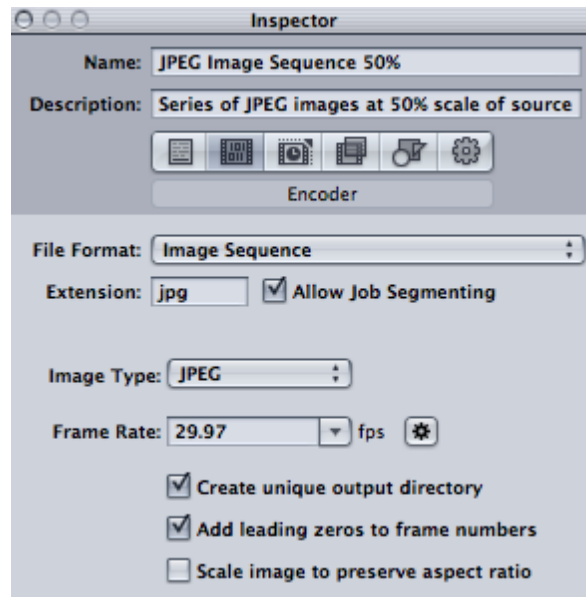 Inspector
Name: JPEG Image Sequence 50%
Description: Series of JPEG images at 50% scale of source
Encoder
File Format: Image Sequence
Extension: jpg Allow Job Segmenting
Image Type: JPEG
Frame Rate: 29.97 fps
Create unique output directory
Add leading zeros to frame numbers
Scale image to preserve aspect ratio